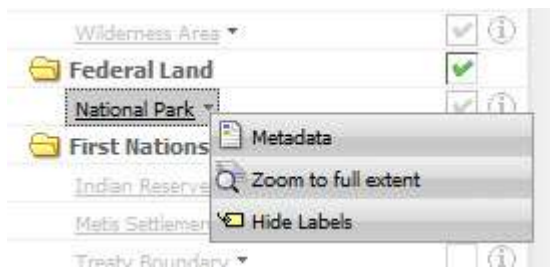 Wilderness Area
Federal Land
National Park
Metadata
First Nations
Zoom to full extent
Indian Reserve
Hide Labels
Metis Settlemen
Treaty Boundary